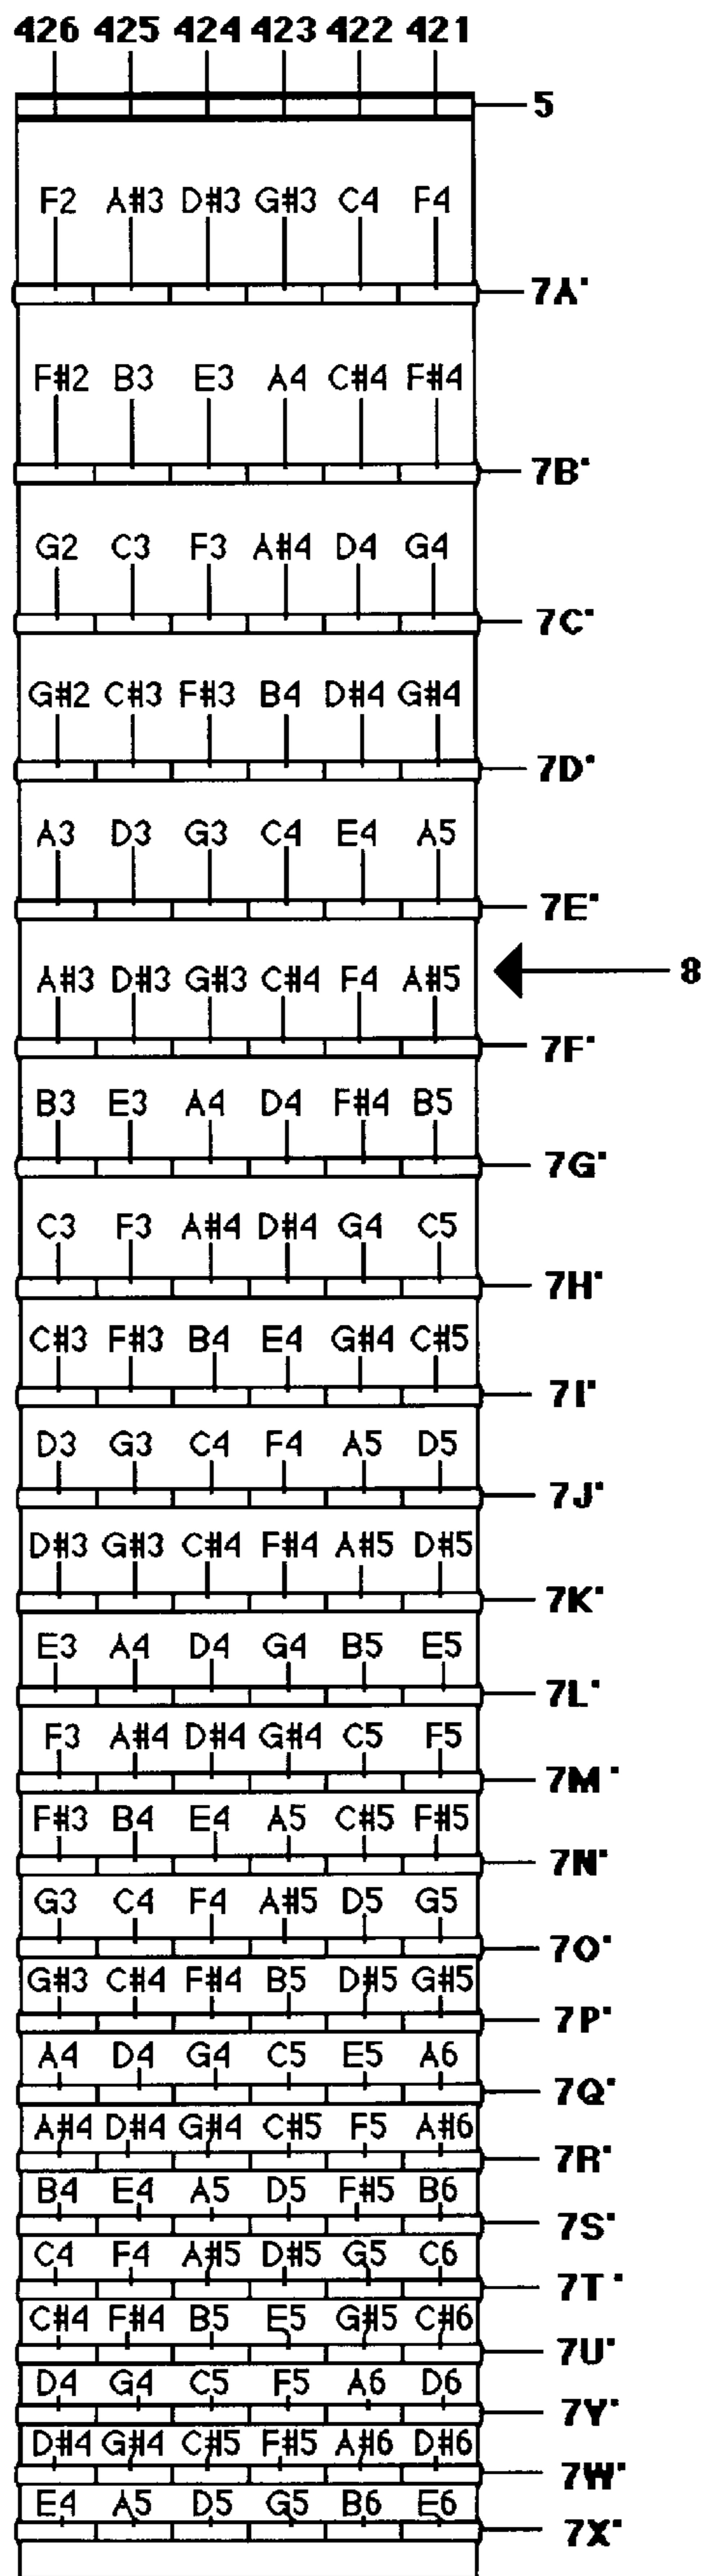 426 425 424 423 422 421
5
F2 A#3 D#3 G#3 C4 F4
7A'
F#2 B3 E3 A4 C#4 F#4
7B'
G2 C3 F3 A#4 D4 G4
7C'
G#2 C#3 F#3 B4 D#4 G#4
7D'
A3 D3 G3 C4 E4 A5
7E'
A#3 D#3 G#3 C#4 F4 A#5
8
7F'
B3 E3 A4 D4 F#4 B5
7G'
C3 F3 A#4 D#4 G4 C5
7H'
C#3 F#3 B4 E4 G#4 C#5
7I'
D3 G3 C4 F4 A5 D5
7J'
D#3 G#3 C#4 F#4 A#5 D#5
7K'
E3 A4 D4 G4 B5 E5
7L'
F3 A#4 D#4 G#4 C5 F5
7M'
F#3 B4 E4 A5 C#5 F#5
7N'
G3 C4 F4 A#5 D5 G5
7O'
G#3 C#4 F#4 B5 D#5 G#5
7P'
A4 D4 G4 C5 E5 A6
7Q'
A#4 D#4 G#4 C#5 F5 A#6
7R'
B4 E4 A5 D5 F#5 B6
7S'
C4 F4 A#5 D#5 G5 C6
7T'
C#4 F#4 B5 E5 G#5 C#6
7U'
D4 G4 C5 F5 A6 D6
7Y'
D#4 G#4 C#5 F#5 A#6 D#6
7W'
E4 A5 D5 G5 B6 E6
7X'